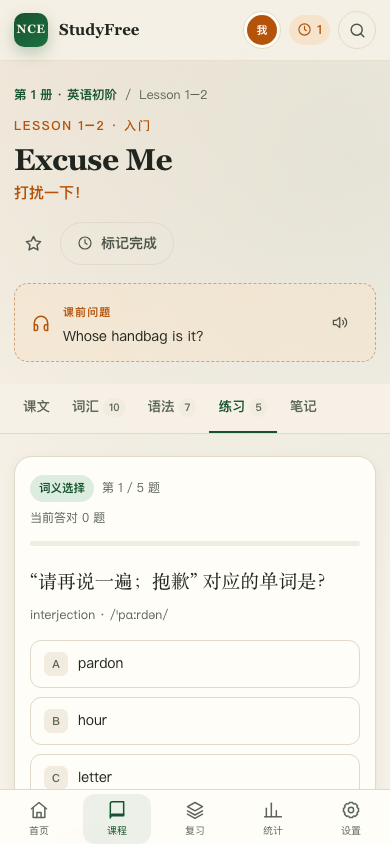 NCE StudyFree 我 1
第 1 册 · 英语初阶 / Lesson 1—2
LESSON 1—2 · 入门
Excuse Me
打扰一下！
标记完成
课前问题
Whose handbag is it?
课文 词汇 10 语法 7 练习 5 笔记
词义选择 第 1 / 5 题
当前答对 0 题
“请再说一遍；抱歉” 对应的单词是?
interjection · /ˈpɑːrdən/
A pardon
B hour
C letter
首页 课程 复习 统计 设置